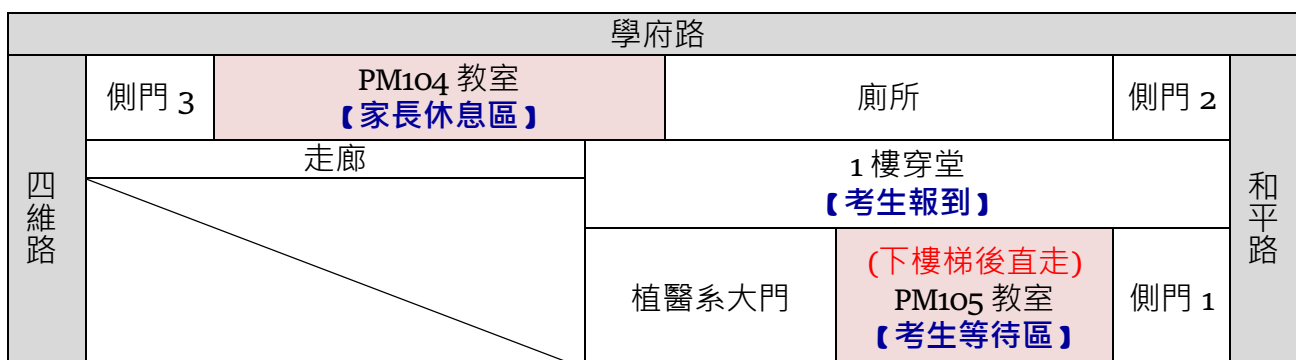 學府路
四維路
側門 3
PM104 教室
【家長休息區】
廁所
側門 2
和平路
走廊
1 樓穿堂
【考生報到】
植醫系大門
(下樓梯後直走)
PM105 教室
【考生等待區】
側門 1